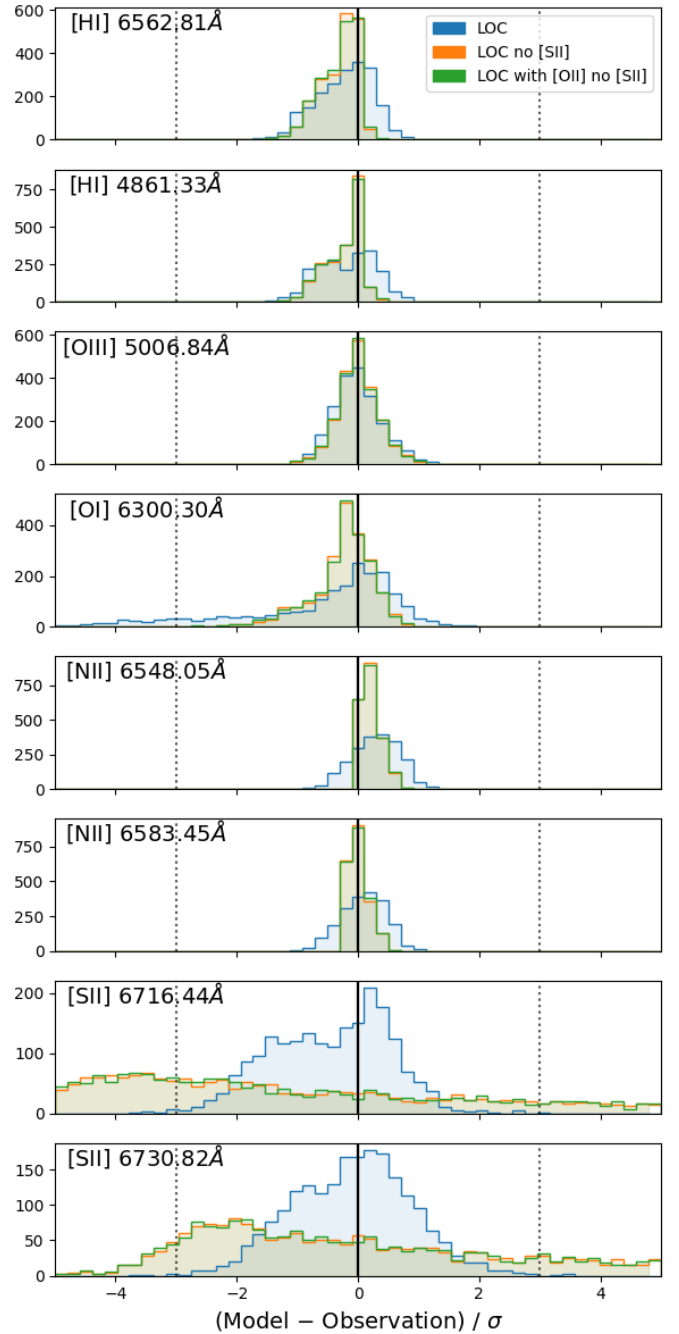 [HI] 6562.81Å
LOC
LOC no [SII]
LOC with [OII] no [SII]
600
400
200
0
[HI] 4861.33Å
750
500
250
0
[OIII] 5006.84Å
600
400
200
0
[OI] 6300.30Å
400
200
0
[NII] 6548.05Å
750
500
250
0
[NII] 6583.45Å
750
500
250
0
[SII] 6716.44Å
200
100
0
[SII] 6730.82Å
150
100
50
0
−4 −2 0 2 4
(Model − Observation) / σ